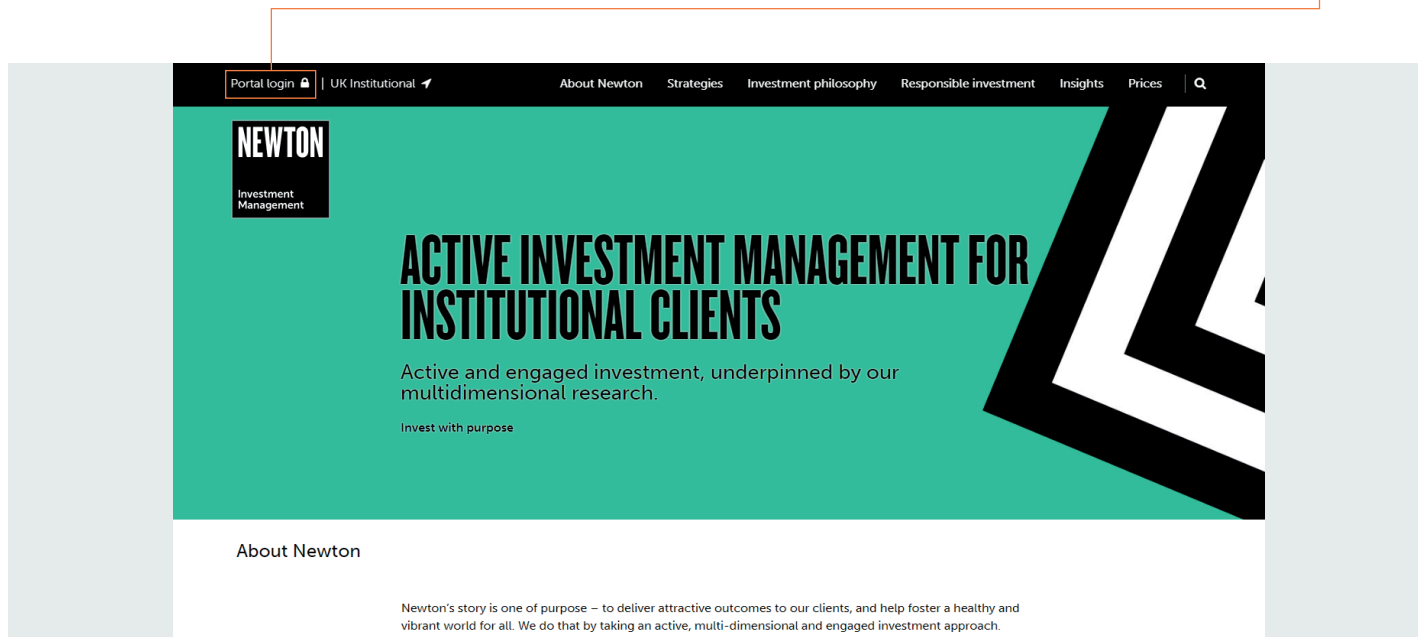 Portal login | UK Institutional About Newton Strategies Investment philosophy Responsible investment Insights Prices
NEWTON
Investment
Management
ACTIVE INVESTMENT MANAGEMENT FOR
INSTITUTIONAL CLIENTS
Active and engaged investment, underpinned by our
multidimensional research.
Invest with purpose
About Newton
Newton's story is one of purpose – to deliver attractive outcomes to our clients, and help foster a healthy and
vibrant world for all. We do that by taking an active, multi-dimensional and engaged investment approach.